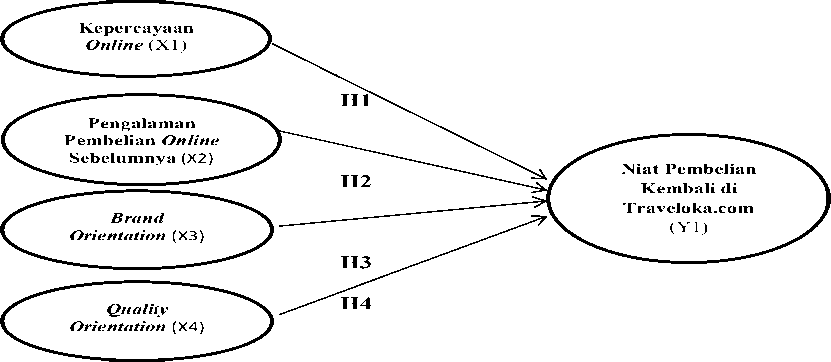 Kepercayaan
Online (X1)
H1
Pengalaman
Pembelian Online
Sebelumnya (X2)
H2
Niat Pembelian
Kembali di
Traveloka.com
(Y1)
Brand
Orientation (X3)
H3
Quality
Orientation (X4)
H4